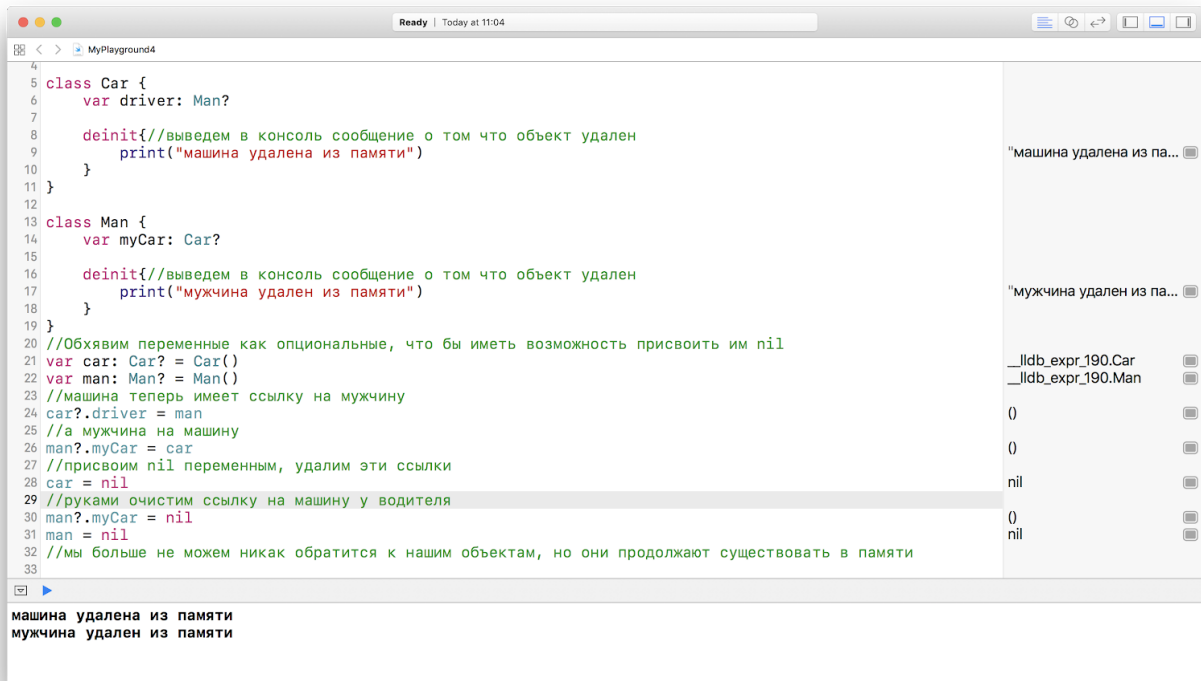 Ready | Today at 11:04
MyPlayground4
4
5 class Car {
6 var driver: Man?
7
8 deinit{//выведем в консоль сообщение о том что объект удален
9 print("машина удалена из памяти") "машина удалена из па...
10 }
11 }
12
13 class Man {
14 var myCar: Car?
15
16 deinit{//выведем в консоль сообщение о том что объект удален
17 print("мужчина удален из памяти") "мужчина удален из па...
18 }
19 }
20 //Обхявим переменные как опциональные, что бы иметь возможность присвоить им nil
21 var car: Car? = Car() __lldb_expr_190.Car
22 var man: Man? = Man() __lldb_expr_190.Man
23 //машина теперь имеет ссылку на мужчину
24 car?.driver = man ()
25 //а мужчина на машину
26 man?.myCar = car ()
27 //присвоим nil переменным, удалим эти ссылки
28 car = nil nil
29 //руками очистим ссылку на машину у водителя
30 man?.myCar = nil ()
31 man = nil nil
32 //мы больше не можем никак обратится к нашим объектам, но они продолжают существовать в памяти
33
машина удалена из памяти
мужчина удален из памяти